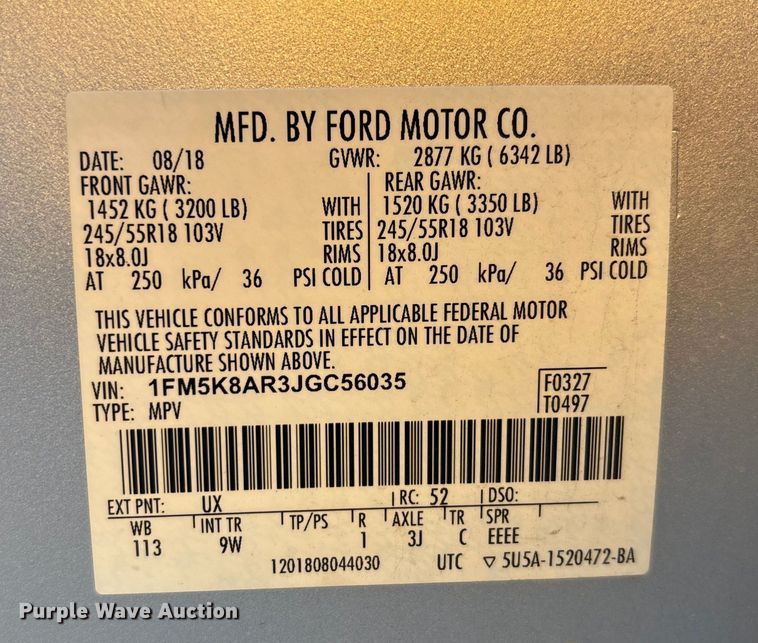 MFD. BY FORD MOTOR CO.
DATE: 08/18 GVWR: 2877 KG ( 6342 LB)
FRONT GAWR: REAR GAWR:
1452 KG ( 3200 LB) WITH 1520 KG ( 3350 LB) WITH
245/55R18 103V TIRES 245/55R18 103V TIRES
18x8.0J RIMS 18x8.0J RIMS
AT 250 kPa/ 36 PSI COLD AT 250 kPa/ 36 PSI COLD
THIS VEHICLE CONFORMS TO ALL APPLICABLE FEDERAL MOTOR
VEHICLE SAFETY STANDARDS IN EFFECT ON THE DATE OF
MANUFACTURE SHOWN ABOVE.
VIN: 1FM5K8AR3JGC56035 F0327
TYPE: MPV T0497
EXT PNT: UX RC: 52 DSO:
WB INT TR TP/PS R AXLE TR SPR
113 9W 1 3J C EEEE
1201808044030 UTC ▽ 5U5A-1520472-BA
Purple Wave Auction